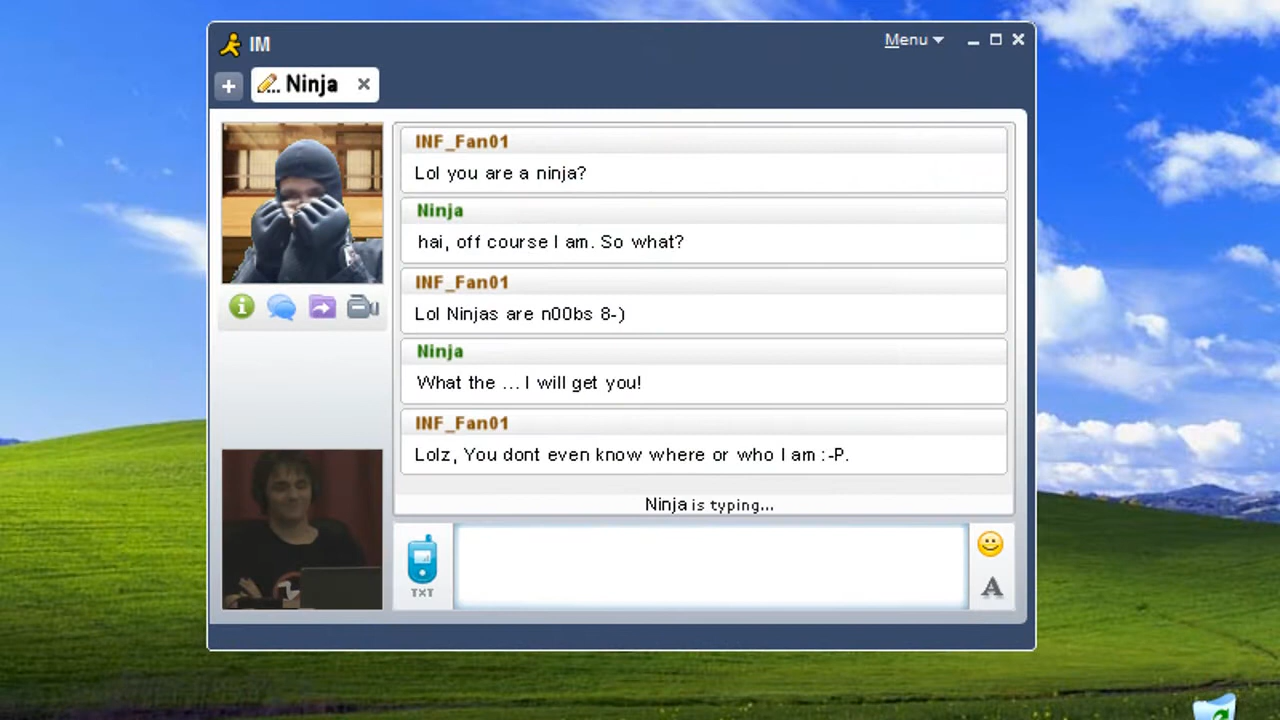 IM
Menu
Ninja
INF_Fan01
Lol you are a ninja?
Ninja
hai, off course I am. So what?
INF_Fan01
Lol Ninjas are n00bs 8-)
Ninja
What the ... I will get you!
INF_Fan01
Lolz, You dont even know where or who I am :-P.
Ninja is typing...
TXT
A